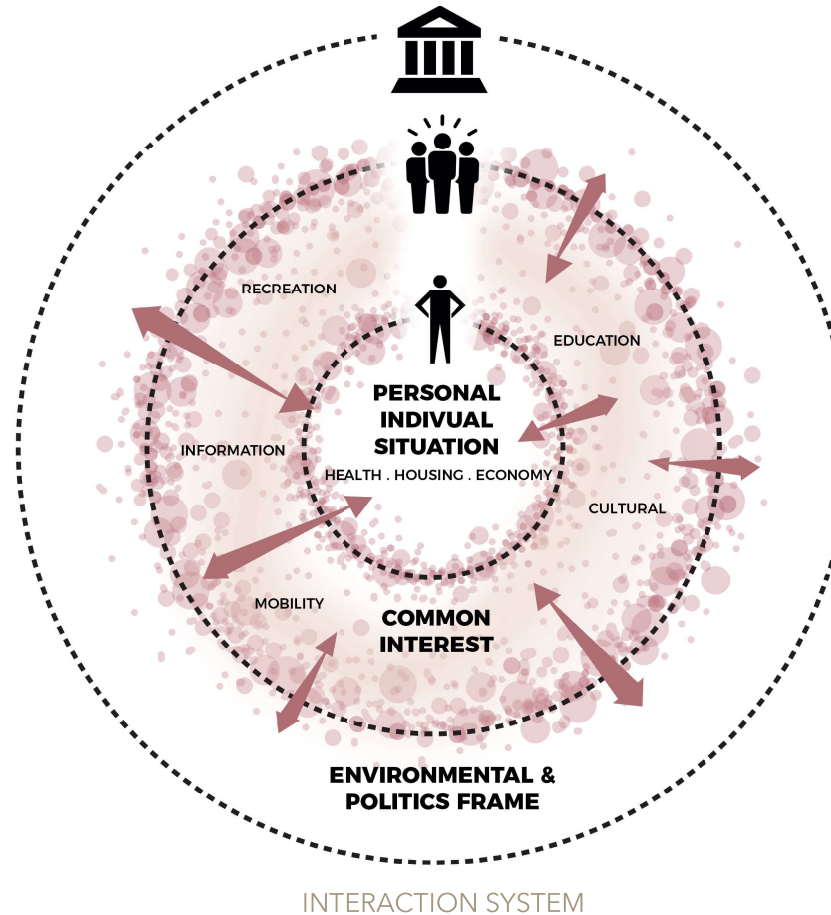 RECREATION
EDUCATION
PERSONAL
INDIVUAL
SITUATION
HEALTH . HOUSING . ECONOMY
INFORMATION
CULTURAL
MOBILITY
COMMON
INTEREST
ENVIRONMENTAL &
POLITICS FRAME
INTERACTION SYSTEM